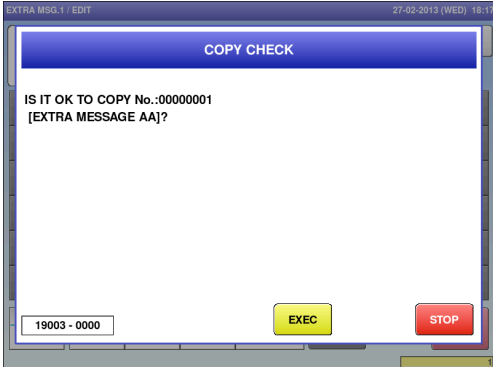 EXTRA MSG.1 / EDIT 27-02-2013 (WED) 18:17
COPY CHECK
IS IT OK TO COPY No.:00000001
[EXTRA MESSAGE AA]?
19003 - 0000
EXEC
STOP
1